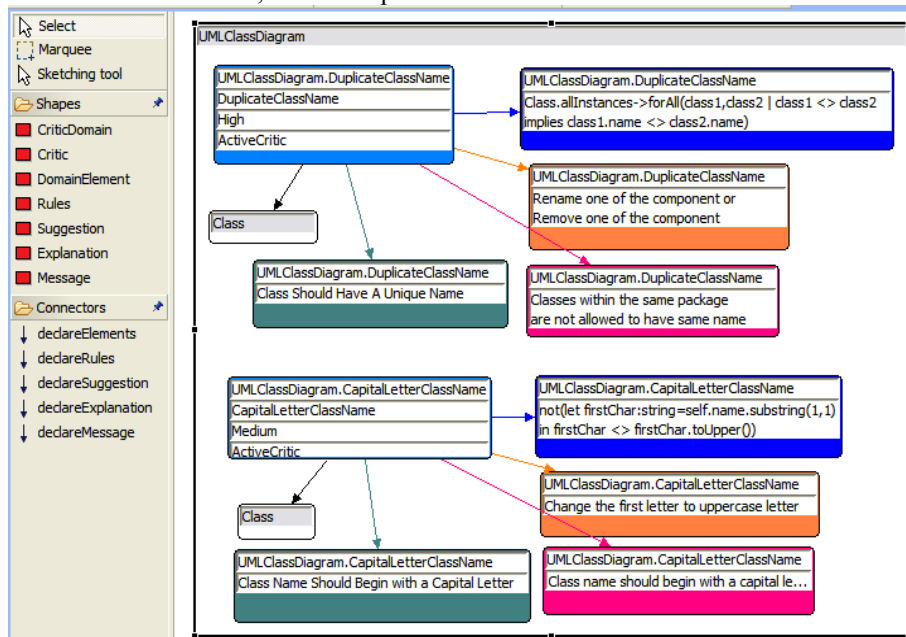 Select
Marquee
Sketching tool
Shapes
CriticDomain
Critic
DomainElement
Rules
Suggestion
Explanation
Message
Connectors
declareElements
declareRules
declareSuggestion
declareExplanation
declareMessage
UMLClassDiagram
UMLClassDiagram.DuplicateClassName
DuplicateClassName
High
ActiveCritic
UMLClassDiagram.DuplicateClassName
Class.allInstances->forAll(class1,class2 | class1 <> class2
implies class1.name <> class2.name)
UMLClassDiagram.DuplicateClassName
Rename one of the component or
Remove one of the component
Class
UMLClassDiagram.DuplicateClassName
Class Should Have A Unique Name
UMLClassDiagram.DuplicateClassName
Classes within the same package
are not allowed to have same name
UMLClassDiagram.CapitalLetterClassName
CapitalLetterClassName
Medium
ActiveCritic
UMLClassDiagram.CapitalLetterClassName
not(let firstChar:string=self.name.substring(1,1)
in firstChar <> firstChar.toUpper())
UMLClassDiagram.CapitalLetterClassName
Change the first letter to uppercase letter
Class
UMLClassDiagram.CapitalLetterClassName
Class Name Should Begin with a Capital Letter
UMLClassDiagram.CapitalLetterClassName
Class name should begin with a capital le...